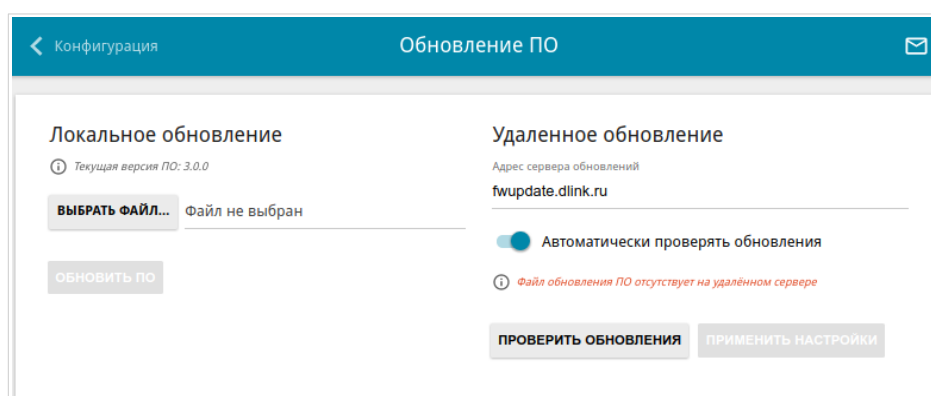 Конфигурация
Обновление ПО
Локальное обновление
Текущая версия ПО: 3.0.0
ВЫБРАТЬ ФАЙЛ... Файл не выбран
ОБНОВИТЬ ПО
Удаленное обновление
Адрес сервера обновлений
fwupdate.dlink.ru
Автоматически проверять обновления
Файл обновления ПО отсутствует на удалённом сервере
ПРОВЕРИТЬ ОБНОВЛЕНИЯ ПРИМЕНИТЬ НАСТРОЙКИ